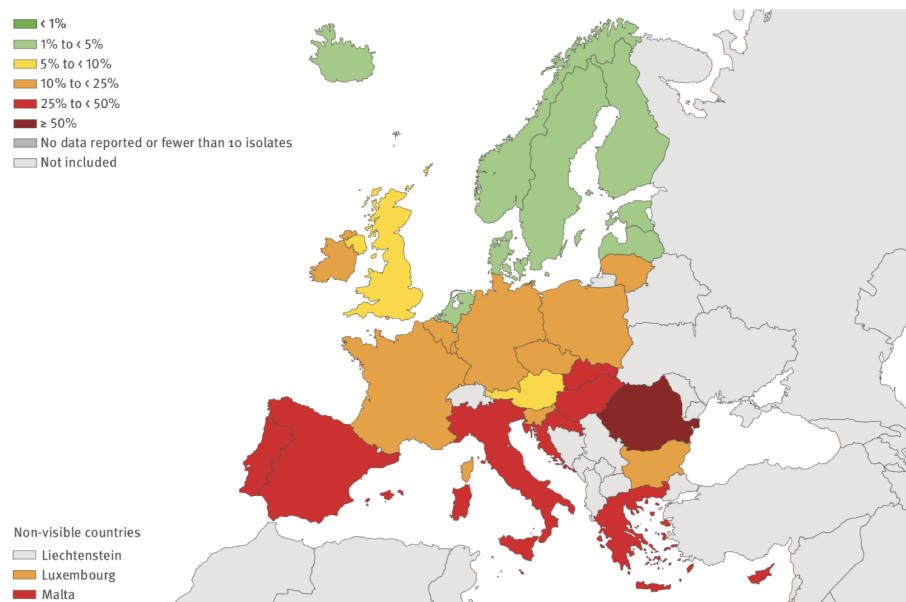 < 1%
1% to < 5%
5% to < 10%
10% to < 25%
25% to < 50%
≥ 50%
No data reported or fewer than 10 isolates
Not included
Non-visible countries
Liechtenstein
Luxembourg
Malta